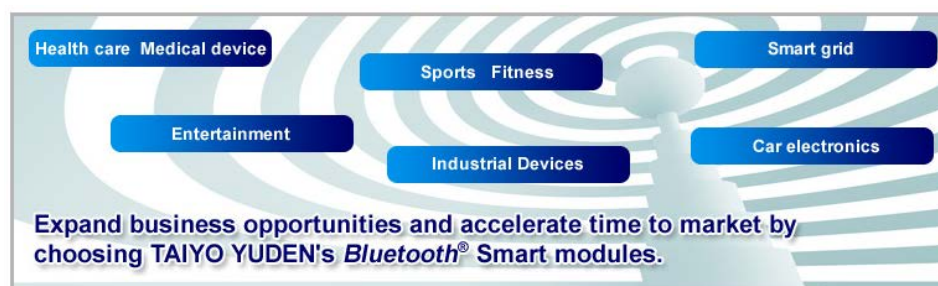 Health care  Medical device
Sports  Fitness
Smart grid
Entertainment
Industrial Devices
Car electronics
Expand business opportunities and accelerate time to market by
choosing TAIYO YUDEN's Bluetooth® Smart modules.